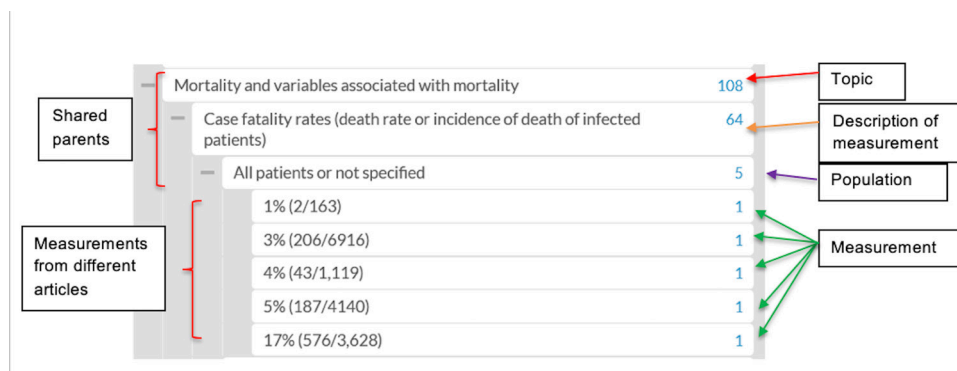 Mortality and variables associated with mortality 108
Topic
Shared
parents
Case fatality rates (death rate or incidence of death of infected 64
patients)
Description of
measurement
All patients or not specified 5
Population
Measurements
from different
articles
1% (2/163) 1
3% (206/6916) 1
4% (43/1,119) 1
5% (187/4140) 1
17% (576/3,628) 1
Measurement